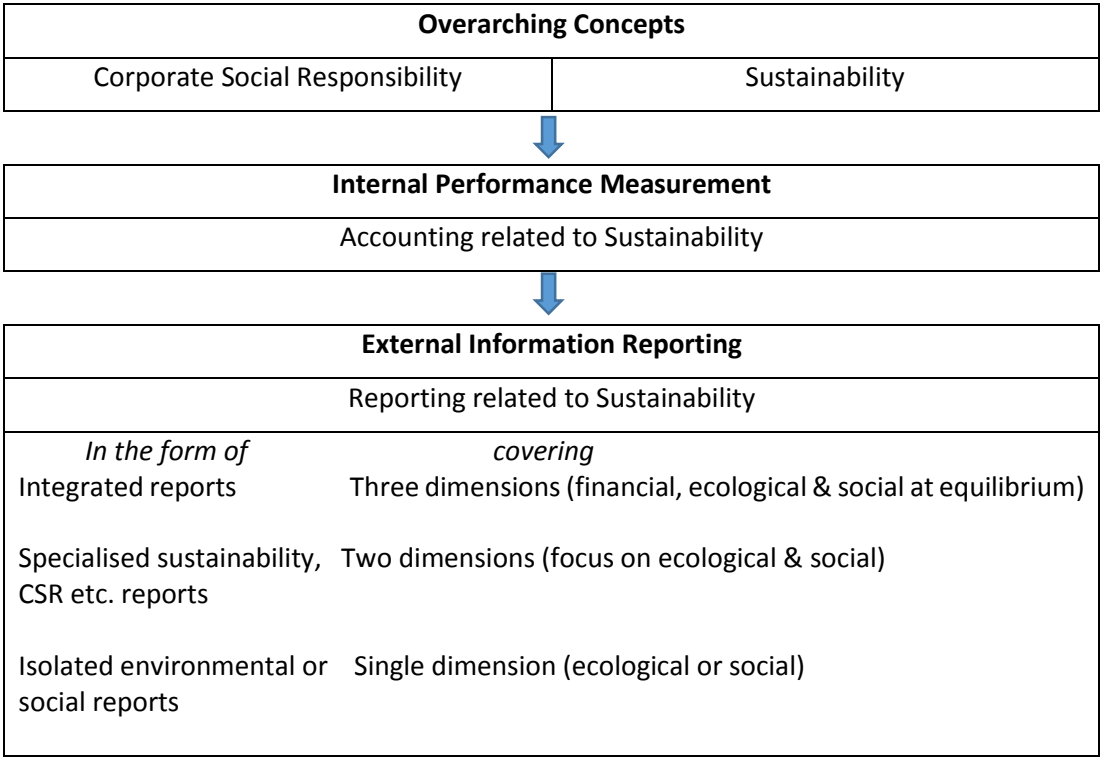 Overarching Concepts
Corporate Social Responsibility Sustainability
Internal Performance Measurement
Accounting related to Sustainability
External Information Reporting
Reporting related to Sustainability
In the form of covering
Integrated reports Three dimensions (financial, ecological & social at equilibrium)
Specialised sustainability, Two dimensions (focus on ecological & social)
CSR etc. reports
Isolated environmental or Single dimension (ecological or social)
social reports